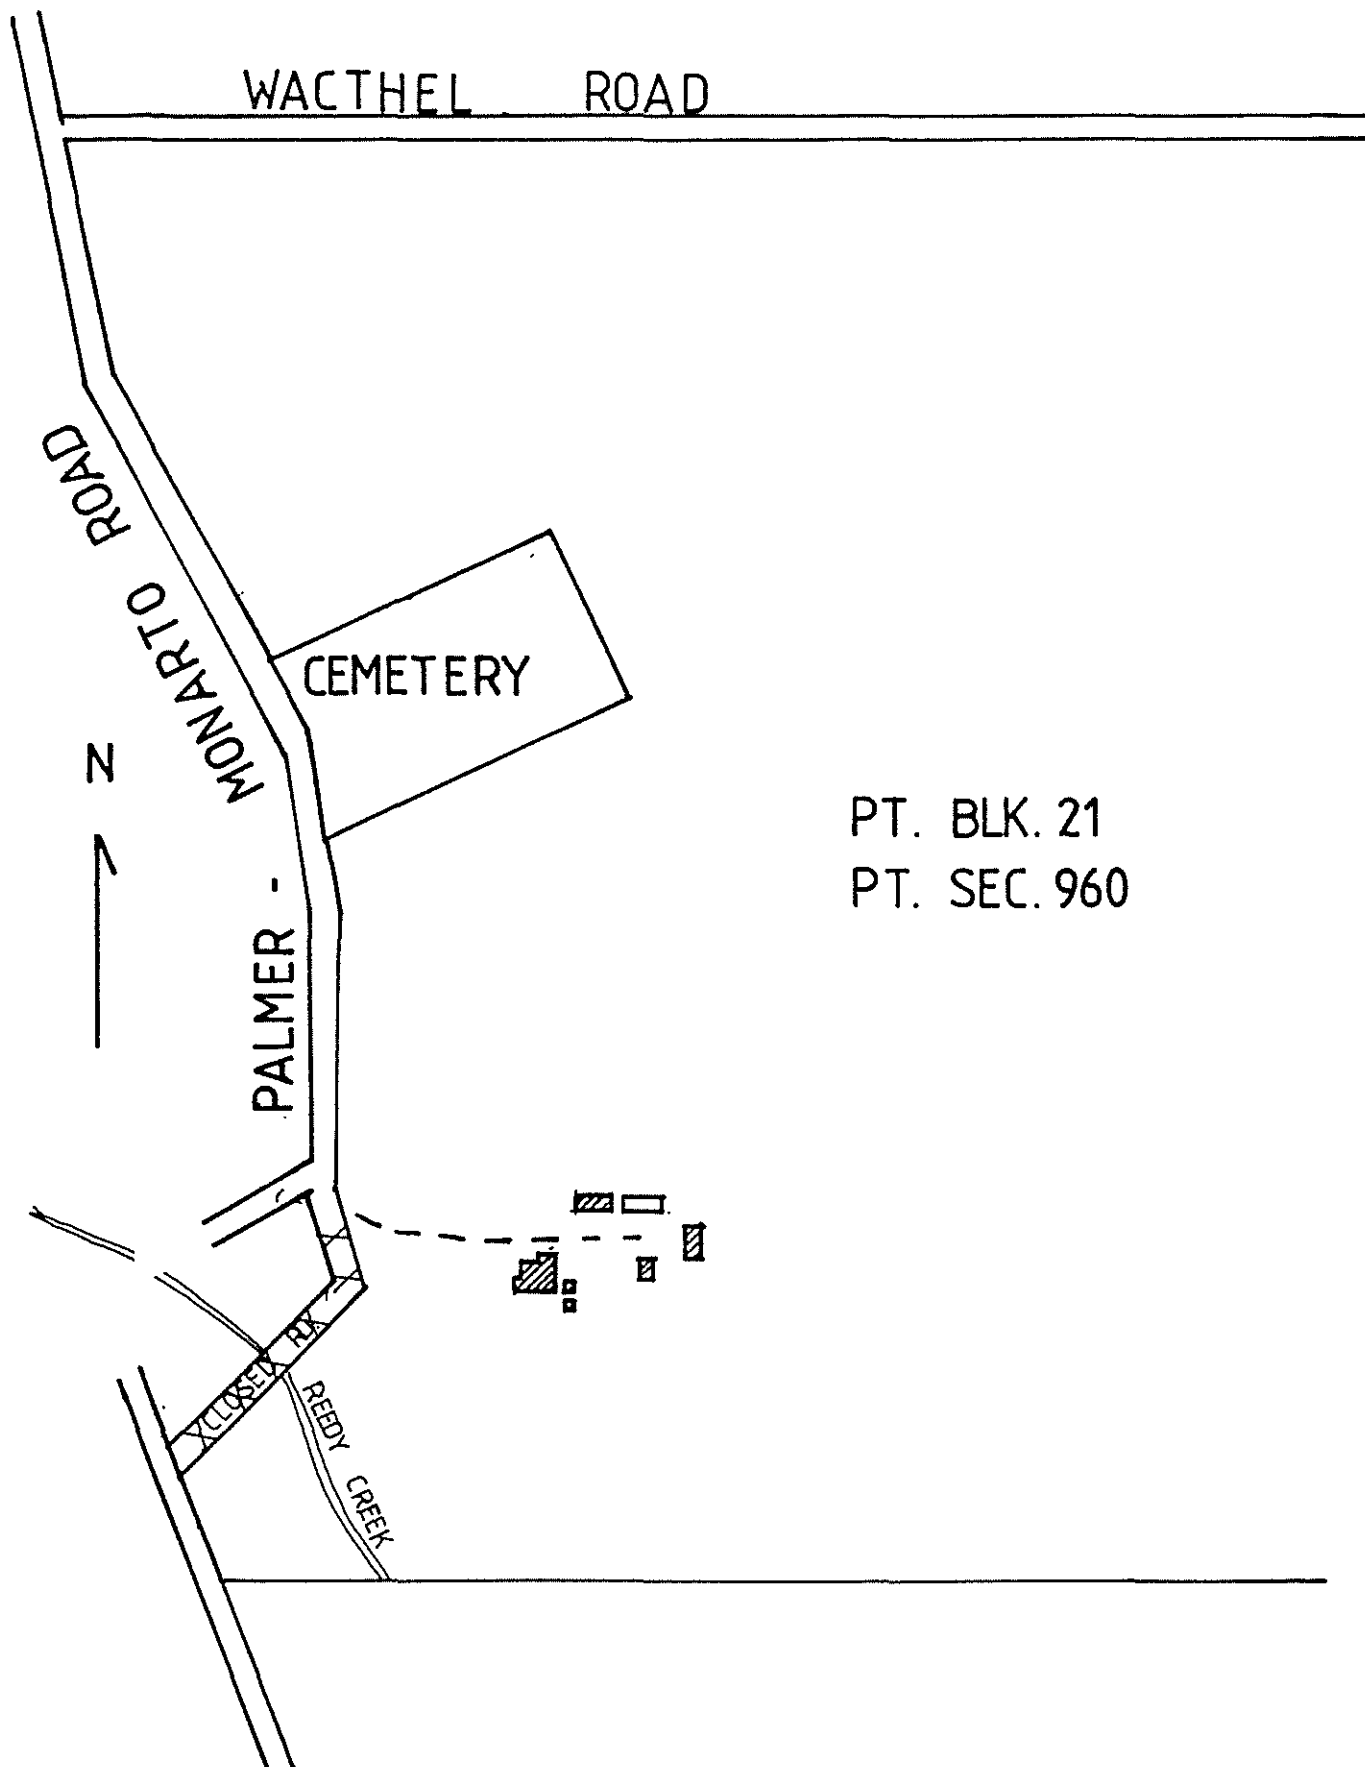 WACTHEL ROAD
PALMER - MONARTO ROAD
CEMETERY
N
PT. BLK. 21
PT. SEC. 960
CLOSED RD
REEDY CREEK